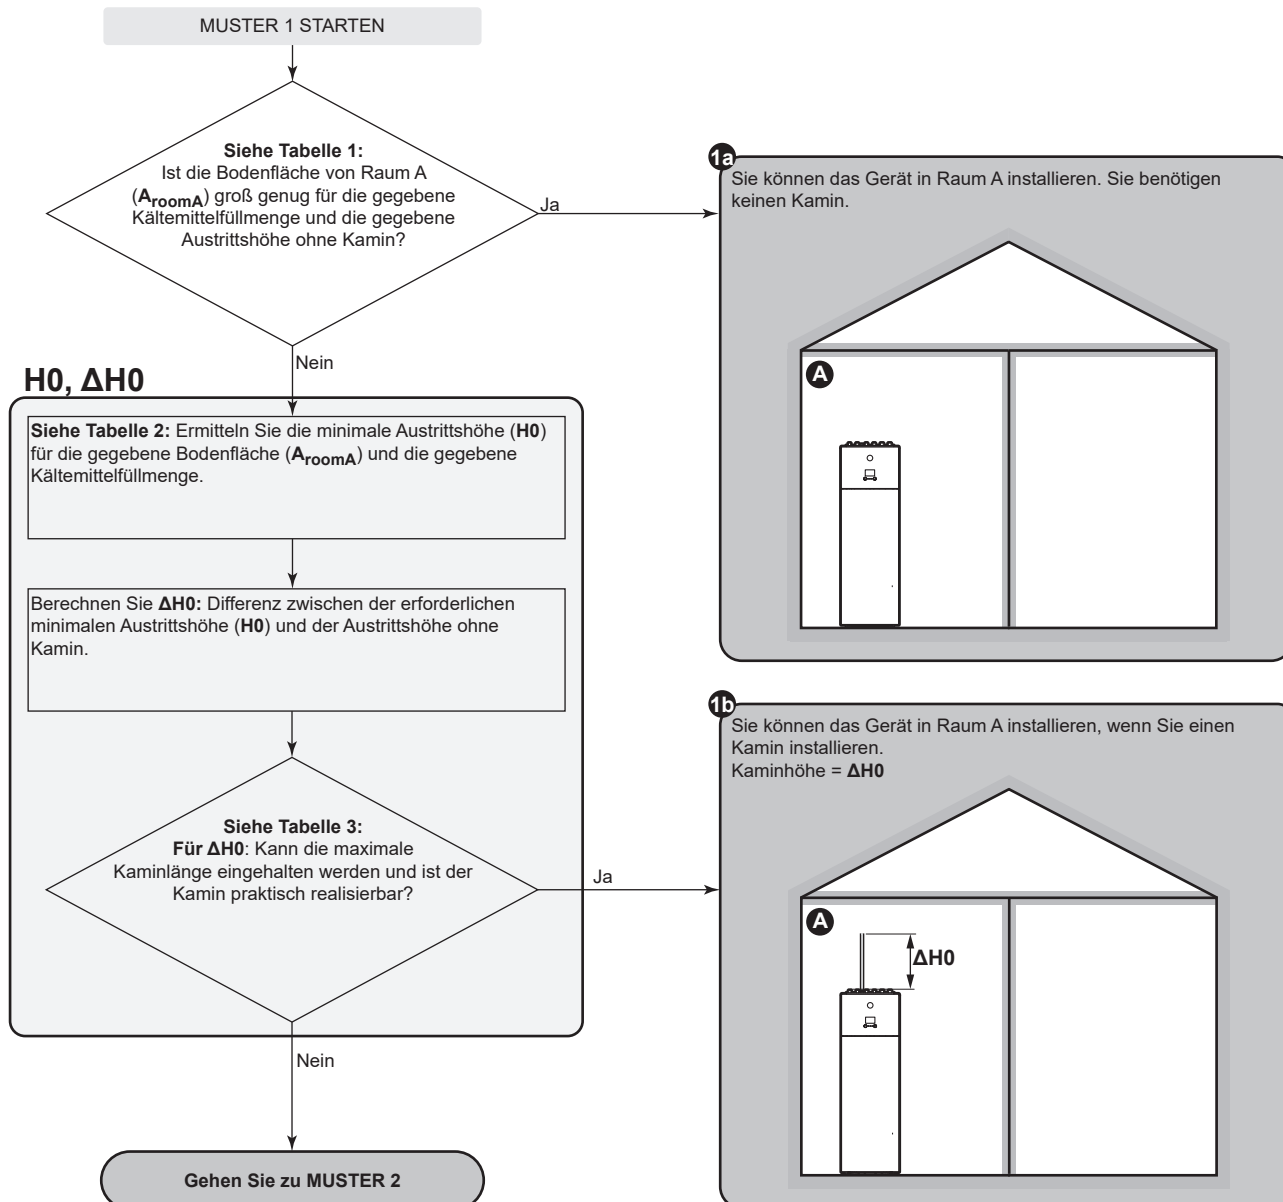 MUSTER 1 STARTEN
Siehe Tabelle 1:
Ist die Bodenfläche von Raum A
(AroomA) groß genug für die gegebene
Kältemittelfüllmenge und die gegebene
Austrittshöhe ohne Kamin?
Ja
1a
Sie können das Gerät in Raum A installieren. Sie benötigen
keinen Kamin.
A
Nein
H0, ΔH0
Siehe Tabelle 2: Ermitteln Sie die minimale Austrittshöhe (H0)
für die gegebene Bodenfläche (AroomA) und die gegebene
Kältemittelfüllmenge.
Berechnen Sie ΔH0: Differenz zwischen der erforderlichen
minimalen Austrittshöhe (H0) und der Austrittshöhe ohne
Kamin.
Siehe Tabelle 3:
Für ΔH0: Kann die maximale
Kaminlänge eingehalten werden und ist der
Kamin praktisch realisierbar?
Ja
1b
Sie können das Gerät in Raum A installieren, wenn Sie einen
Kamin installieren.
Kaminhöhe = ΔH0
A
ΔH0
Nein
Gehen Sie zu MUSTER 2